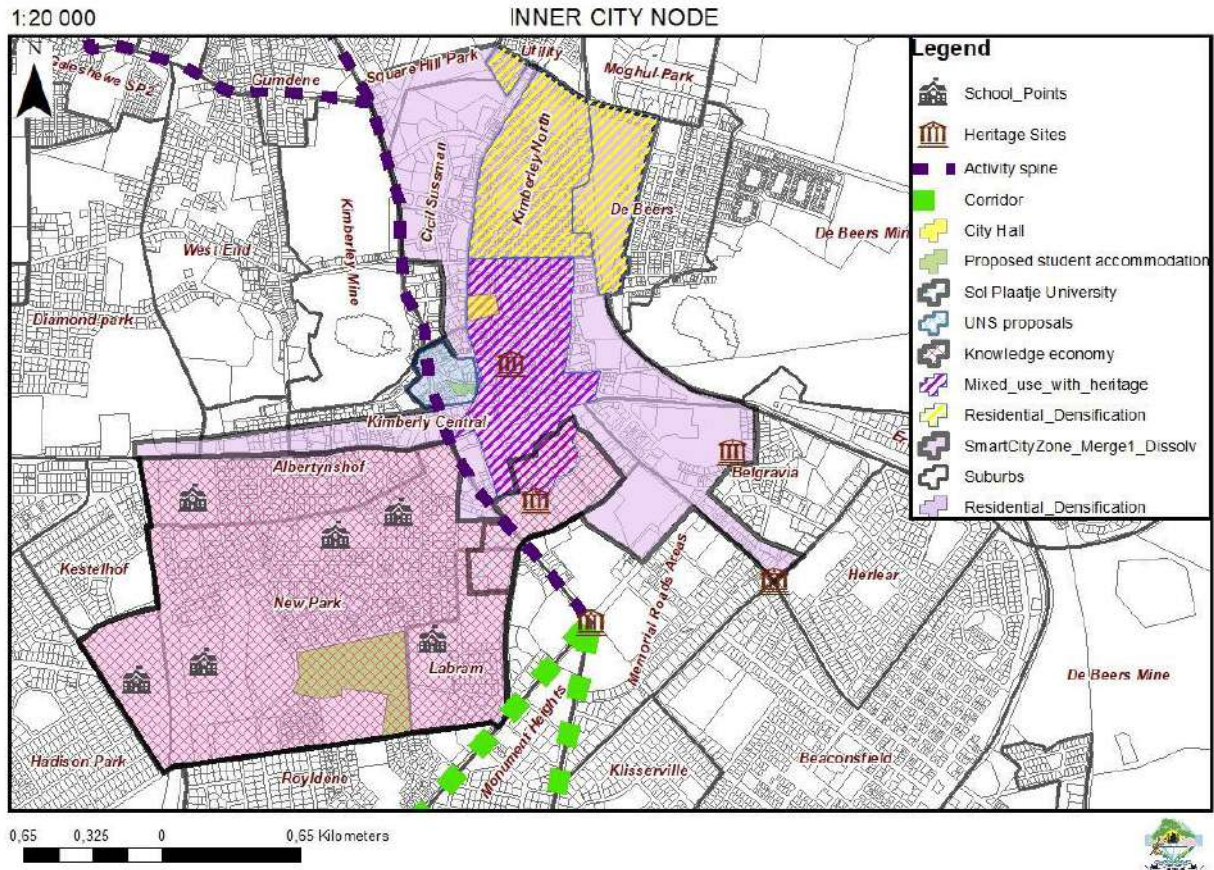 1:20 000
INNER CITY NODE
N
Galeshewe SP2
Gumdene
Square Hill Park
Utility
Moghul Park
Cicil Sussman
Kimberley North
De Beers
De Beers Min
West End
Kimberley Mine
Diamond park
Kimberly Central
Albertynshof
Belgravia
Kestelhof
New Park
Labram
Memorial Roads Areas
Herlear
De Beers Mine
Monument Heights
Hadison Park
Royldene
Klisserville
Beaconsfield
Legend
School_Points
Heritage Sites
Activity spine
Corridor
City Hall
Proposed student accommodation
Sol Plaatje University
UNS proposals
Knowledge economy
Mixed_use_with_heritage
Residential_Densification
SmartCityZone_Merge1_Dissolv
Suburbs
Residential_Densification
0,65 0,325 0 0,65 Kilometers